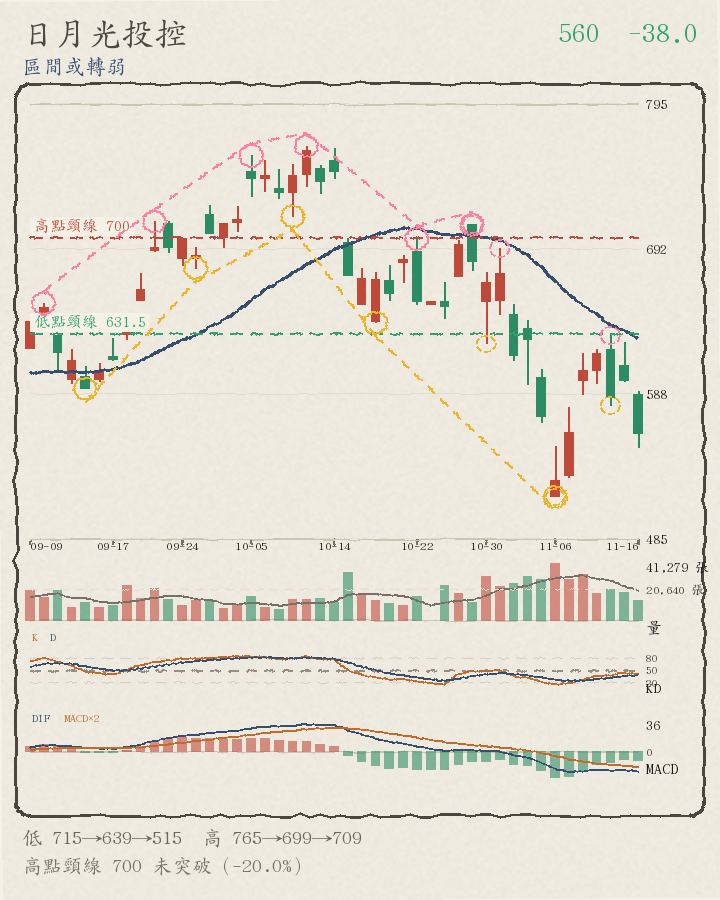 日月光投控 560 -38.0
區間或轉弱
795
高點頸線 700
692
低點頸線 631.5
588
485
09-09 09-17 09-24 10-05 10-14 10-22 10-30 11-06 11-16
41,279 張
20,640 張
量
K D
80
50
20
KD
DIF MACD×2
36
0
MACD
低 715→639→515 高 765→699→709
高點頸線 700 未突破 (-20.0%)